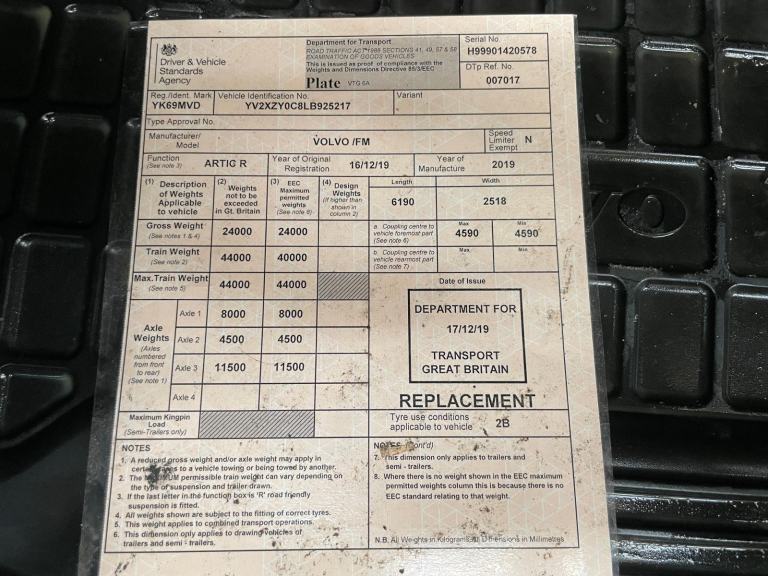 Driver & Vehicle
Standards
Agency
Department for Transport
ROAD TRAFFIC ACT 1988 SECTIONS 41, 49, 57 & 58
EXAMINATION OF GOODS VEHICLES
This is issued as proof of compliance with the
Weights and Dimensions Directive 85/3/EEC
Plate VTG 6A
Serial No.
H99901420578
DTp Ref. No.
007017
Reg./Ident. Mark
YK69MVD
Vehicle Identification No.
YV2XZY0C8LB925217
Variant
Type Approval No.
Manufacturer/
Model
VOLVO /FM
Speed
Limiter
Exempt
N
Function
(See note 3)
ARTIC R
Year of Original
Registration
16/12/19
Year of
Manufacture
2019
(1) Description
of Weights
Applicable
to vehicle
(2) Weights
not to be
exceeded
in Gt. Britain
(3) EEC
Maximum
permitted
weights
(See note 8)
(4) Design
Weights
(if higher than
shown in
column 2)
Length
6190
Width
2518
Gross Weight
(See notes 1 & 4)
24000 24000
a. Coupling centre to
vehicle foremost part
(See note 6)
Max
4590
Min
4590
Train Weight
(See note 2)
44000 40000
b. Coupling centre to
vehicle rearmost part
(See note 7)
Max.
Min
Max.Train Weight
(See note 5)
44000 44000
Date of Issue
DEPARTMENT FOR
17/12/19
TRANSPORT
GREAT BRITAIN
Axle
Weights
(Axles
numbered
from front
to rear)
(See note 1)
Axle 1 8000 8000
Axle 2 4500 4500
Axle 3 11500 11500
Axle 4
REPLACEMENT
Maximum Kingpin
Load
(Semi-Trailers only)
Tyre use conditions
applicable to vehicle
2B
NOTES
1. A reduced gross weight and/or axle weight may apply in
to a vehicle towing or being towed by another.
2. The MAXIMUM permissible train weight can vary depending on
the type of suspension and trailer drawn.
3. If the last letter in the function box is 'R' road friendly
suspension is fitted.
4. All weights shown are subject to the fitting of correct tyres.
5. This weight applies to combined transport operations.
6. This dimension only applies to drawing vehicles of
trailers and semi - trailers.
NOTES (Cont'd)
7. This dimension only applies to trailers and
semi - trailers.
8. Where there is no weight shown in the EEC maximum
permitted weights column this is because there is no
EEC standard relating to that weight.
N.B. All Weights in Kilograms, all Dimensions in Millimetres